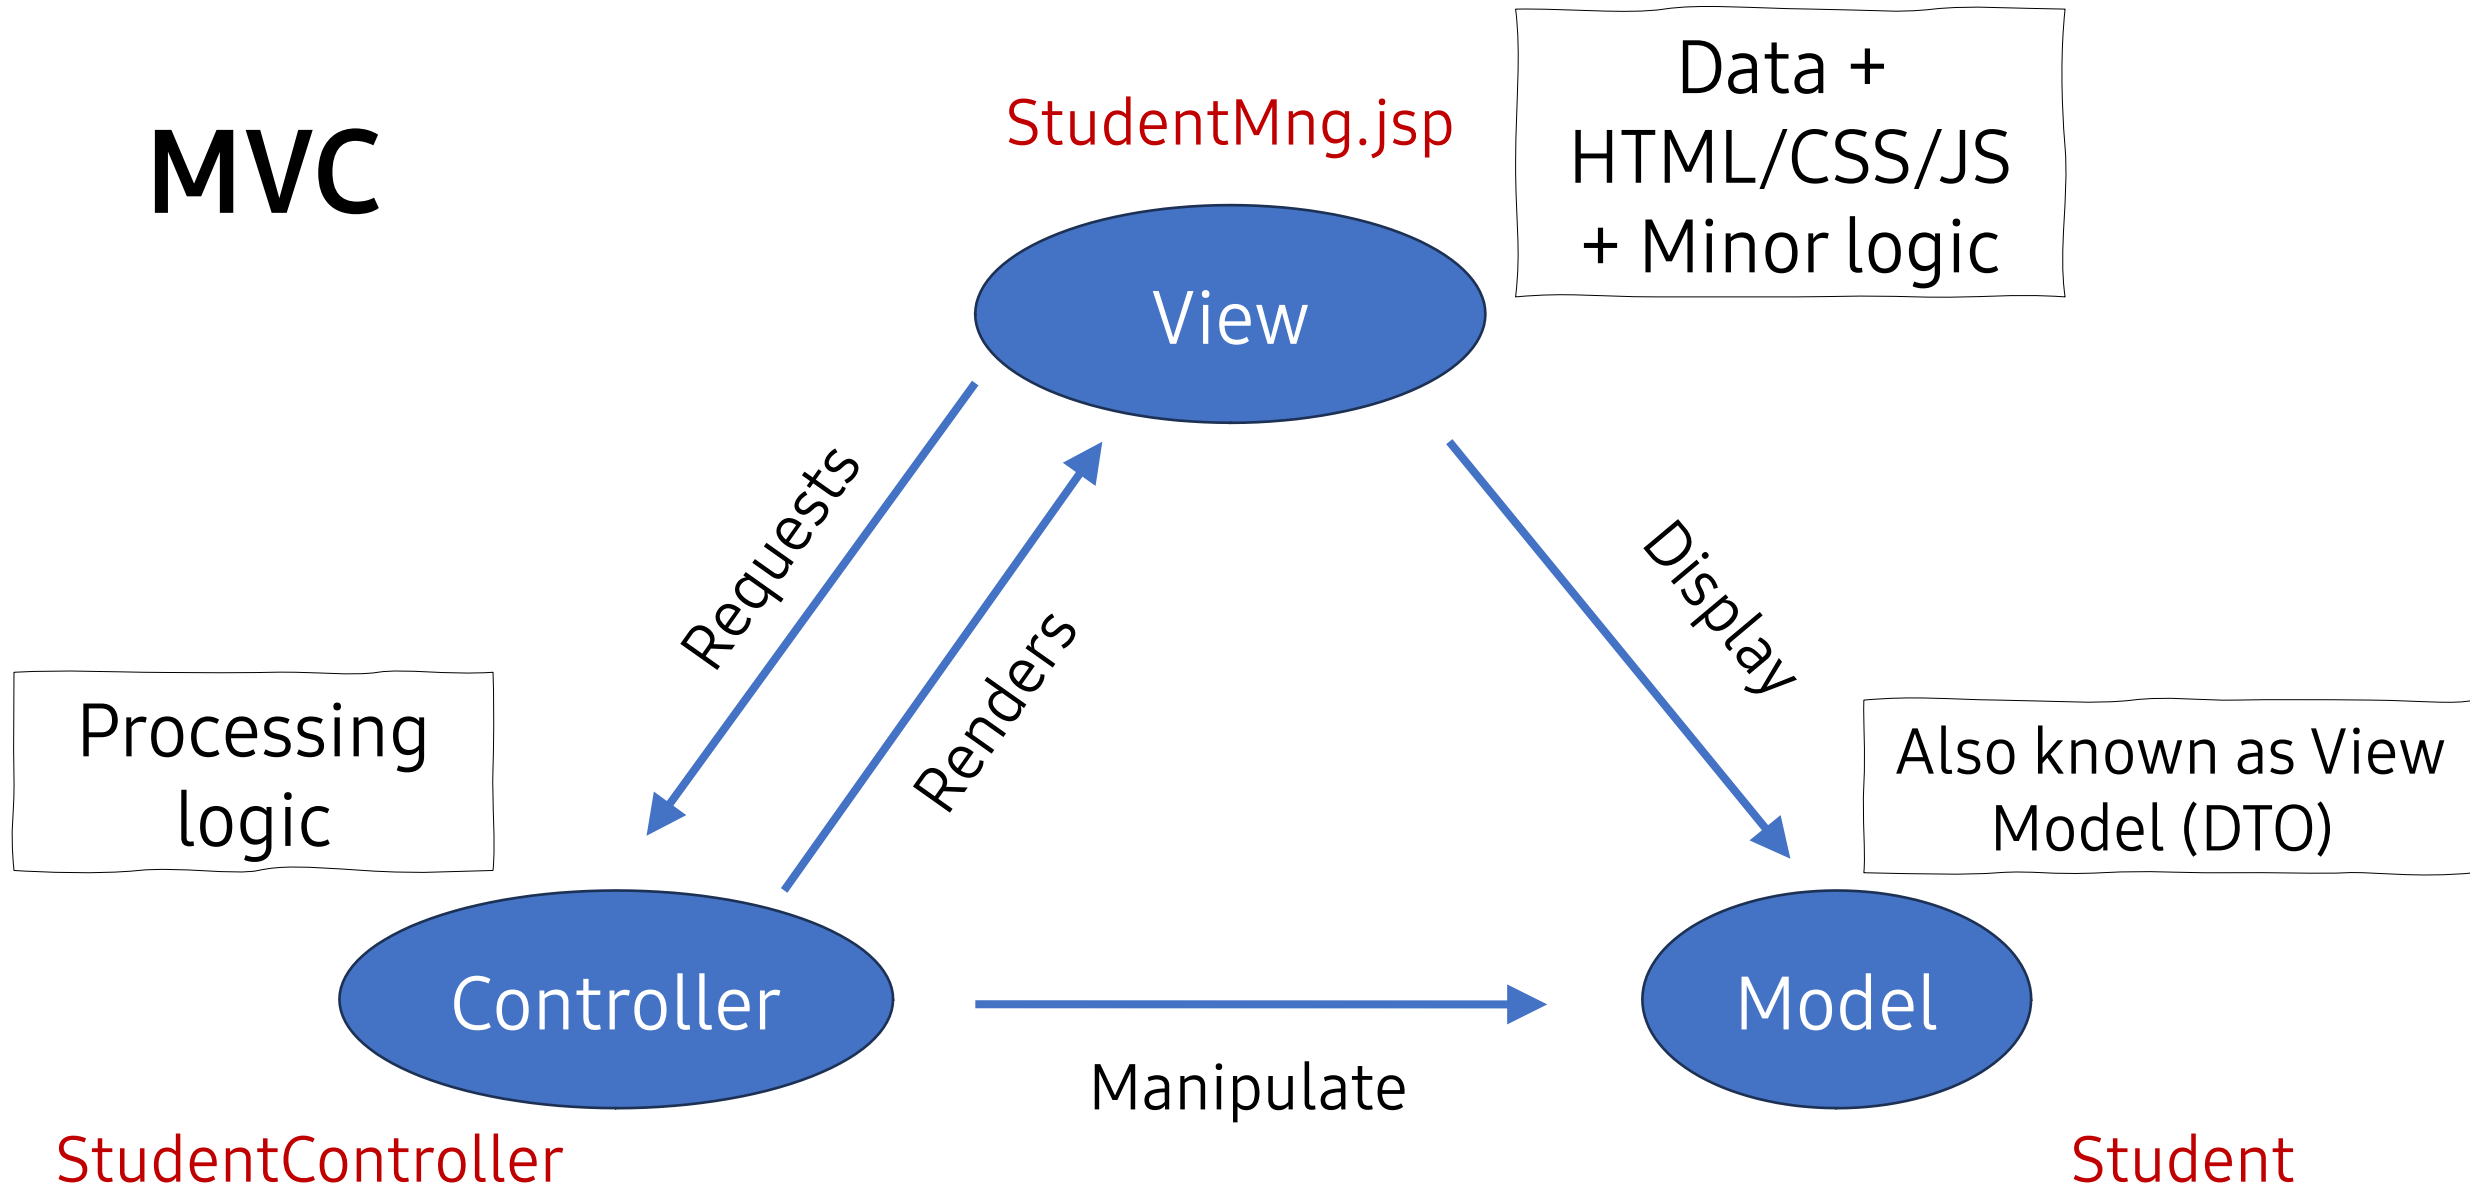 MVC
StudentMng.jsp
Data +
HTML/CSS/JS
+ Minor logic
View
Requests
Renders
Display
Processing
logic
Also known as View
Model (DTO)
Controller
Manipulate
Model
StudentController
Student